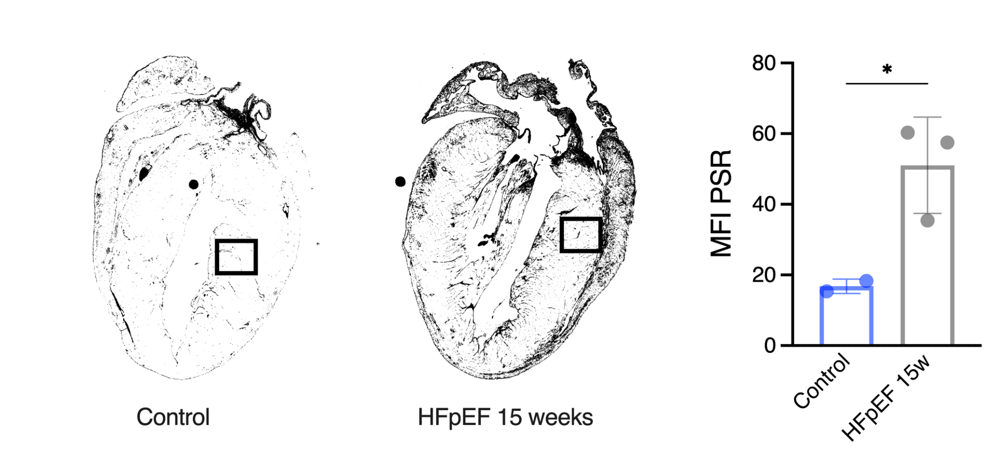 Control
HFpEF 15 weeks
MFI PSR
80
60
40
20
0
*
Control
HFpEF 15w